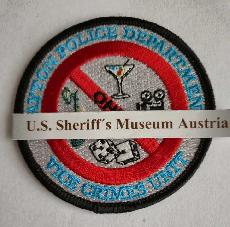 POLICE DEPARTMENT
U.S. Sheriff´s Museum Austria
VICE CRIMES UNIT